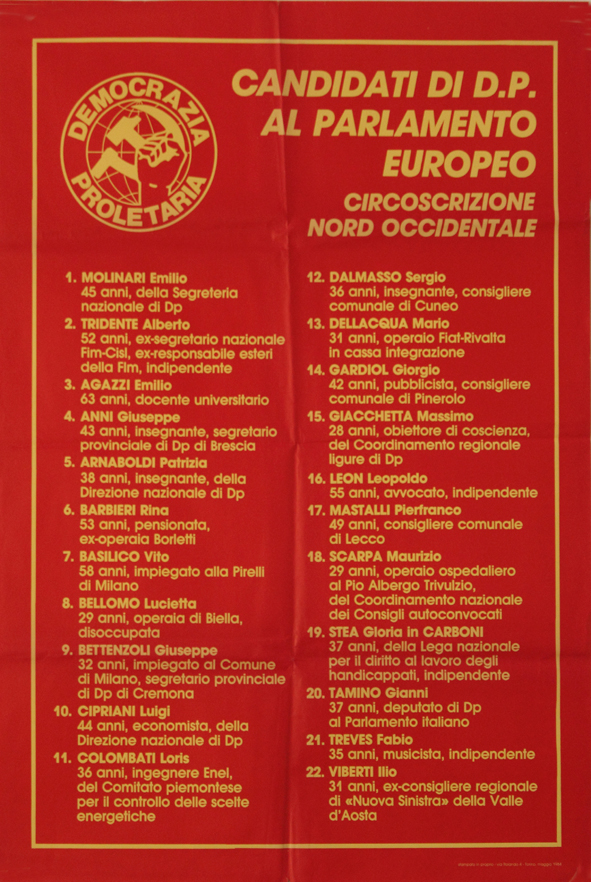 DEMOCRAZIA
PROLETARIA
CANDIDATI DI D.P.
AL PARLAMENTO
EUROPEO
CIRCOSCRIZIONE
NORD OCCIDENTALE
1. MOLINARI Emilio
45 anni, della Segreteria
nazionale di Dp
2. TRIDENTE Alberto
52 anni, ex-segretario nazionale
Fim-Cisl, ex-responsabile esteri
della Flm, indipendente
3. AGAZZI Emilio
63 anni, docente universitario
4. ANNI Giuseppe
43 anni, insegnante, segretario
provinciale di Dp di Brescia
5. ARNABOLDI Patrizia
38 anni, insegnante, della
Direzione nazionale di Dp
6. BARBIERI Rina
53 anni, pensionata,
ex-operaia Borletti
7. BASILICO Vito
58 anni, impiegato alla Pirelli
di Milano
8. BELLOMO Lucietta
29 anni, operaia di Biella,
disoccupata
9. BETTENZOLI Giuseppe
32 anni, impiegato al Comune
di Milano, segretario provinciale
di Dp di Cremona
10. CIPRIANI Luigi
44 anni, economista, della
Direzione nazionale di Dp
11. COLOMBATI Loris
36 anni, ingegnere Enel,
del Comitato piemontese
per il controllo delle scelte
energetiche
12. DALMASSO Sergio
36 anni, insegnante, consigliere
comunale di Cuneo
13. DELLACQUA Mario
31 anni, operaio Fiat-Rivalta
in cassa integrazione
14. GARDIOL Giorgio
42 anni, pubblicista, consigliere
comunale di Pinerolo
15. GIACCHETTA Massimo
28 anni, obiettore di coscienza,
del Coordinamento regionale
ligure di Dp
16. LEON Leopoldo
55 anni, avvocato, indipendente
17. MASTALLI Pierfranco
49 anni, consigliere comunale
di Lecco
18. SCARPA Maurizio
29 anni, operaio ospedaliero
al Pio Albergo Trivulzio,
del Coordinamento nazionale
dei Consigli autoconvocati
19. STEA Gloria in CARBONI
37 anni, della Lega nazionale
per il diritto al lavoro degli
handicappati, indipendente
20. TAMINO Gianni
37 anni, deputato di Dp
al Parlamento italiano
21. TREVES Fabio
35 anni, musicista, indipendente
22. VIBERTI Ilio
31 anni, ex-consigliere regionale
di «Nuova Sinistra» della Valle
d'Aosta